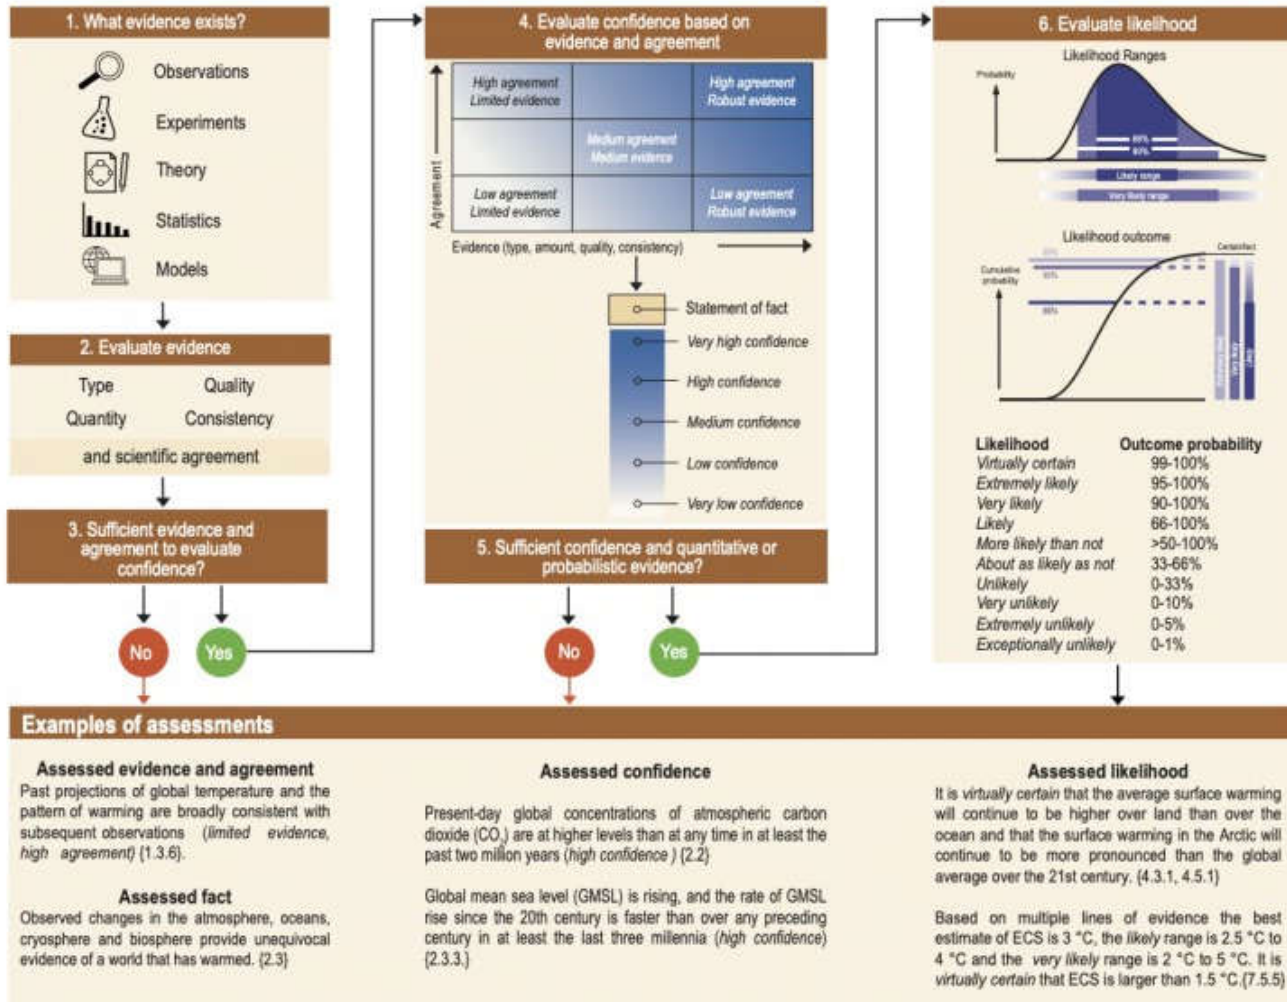 1. What evidence exists?
Observations
Experiments
Theory
Statistics
Models
2. Evaluate evidence
Type
Quality
Quantity
Consistency
and scientific agreement
3. Sufficient evidence and
agreement to evaluate
confidence?
No
Yes
4. Evaluate confidence based on
evidence and agreement
Agreement
High agreement
Limited evidence
High agreement
Robust evidence
Medium agreement
Medium evidence
Low agreement
Limited evidence
Low agreement
Robust evidence
Evidence (type, amount, quality, consistency)
Statement of fact
Very high confidence
High confidence
Medium confidence
Low confidence
Very low confidence
5. Sufficient confidence and quantitative or
probabilistic evidence?
No
Yes
6. Evaluate likelihood
Likelihood Ranges
Probability
66%
90%
Likely range
Very likely range
Likelihood outcome
Cumulative
probability
90%
66%
Likelihood Outcome probability
Virtually certain 99-100%
Extremely likely 95-100%
Very likely 90-100%
Likely 66-100%
More likely than not >50-100%
About as likely as not 33-66%
Unlikely 0-33%
Very unlikely 0-10%
Extremely unlikely 0-5%
Exceptionally unlikely 0-1%
Examples of assessments
Assessed evidence and agreement
Past projections of global temperature and the
pattern of warming are broadly consistent with
subsequent observations (limited evidence,
high agreement) {1.3.6}.
Assessed fact
Observed changes in the atmosphere, oceans,
cryosphere and biosphere provide unequivocal
evidence of a world that has warmed. {2.3}
Assessed confidence
Present-day global concentrations of atmospheric carbon
dioxide (CO₂) are at higher levels than at any time in at least the
past two million years (high confidence ) {2.2}
Global mean sea level (GMSL) is rising, and the rate of GMSL
rise since the 20th century is faster than over any preceding
century in at least the last three millennia (high confidence)
{2.3.3.}
Assessed likelihood
It is virtually certain that the average surface warming
will continue to be higher over land than over the
ocean and that the surface warming in the Arctic will
continue to be more pronounced than the global
average over the 21st century. {4.3.1, 4.5.1}
Based on multiple lines of evidence the best
estimate of ECS is 3 °C, the likely range is 2.5 °C to
4 °C and the very likely range is 2 °C to 5 °C. It is
virtually certain that ECS is larger than 1.5 °C.{7.5.5}